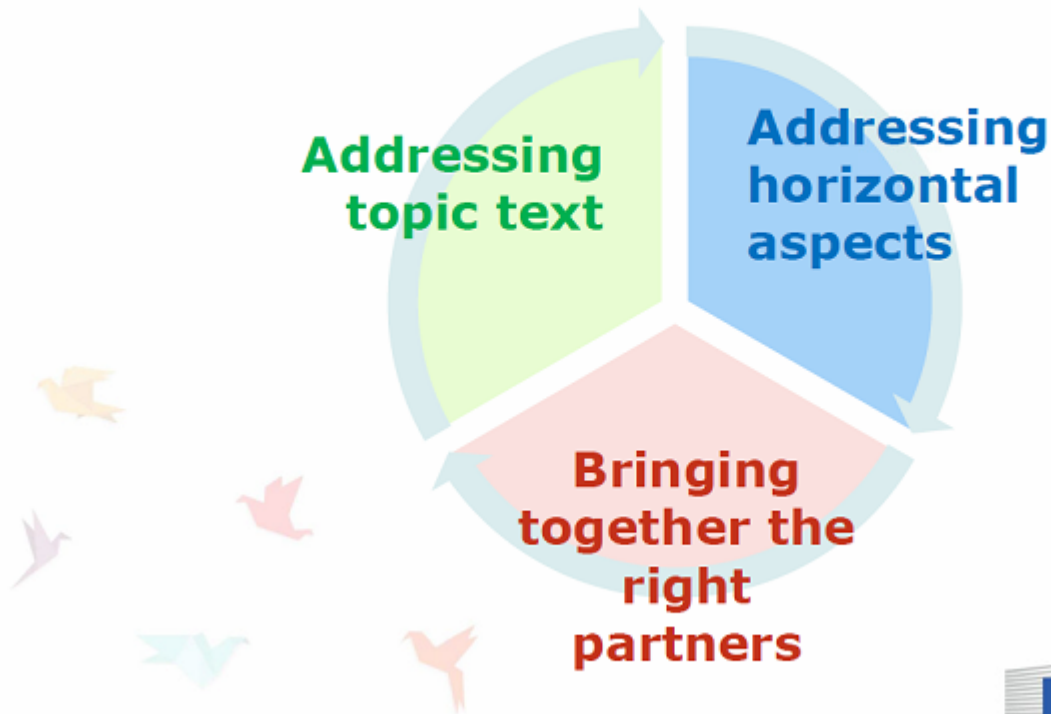 Addressing
topic text
Addressing
horizontal
aspects
Bringing
together the
right
partners